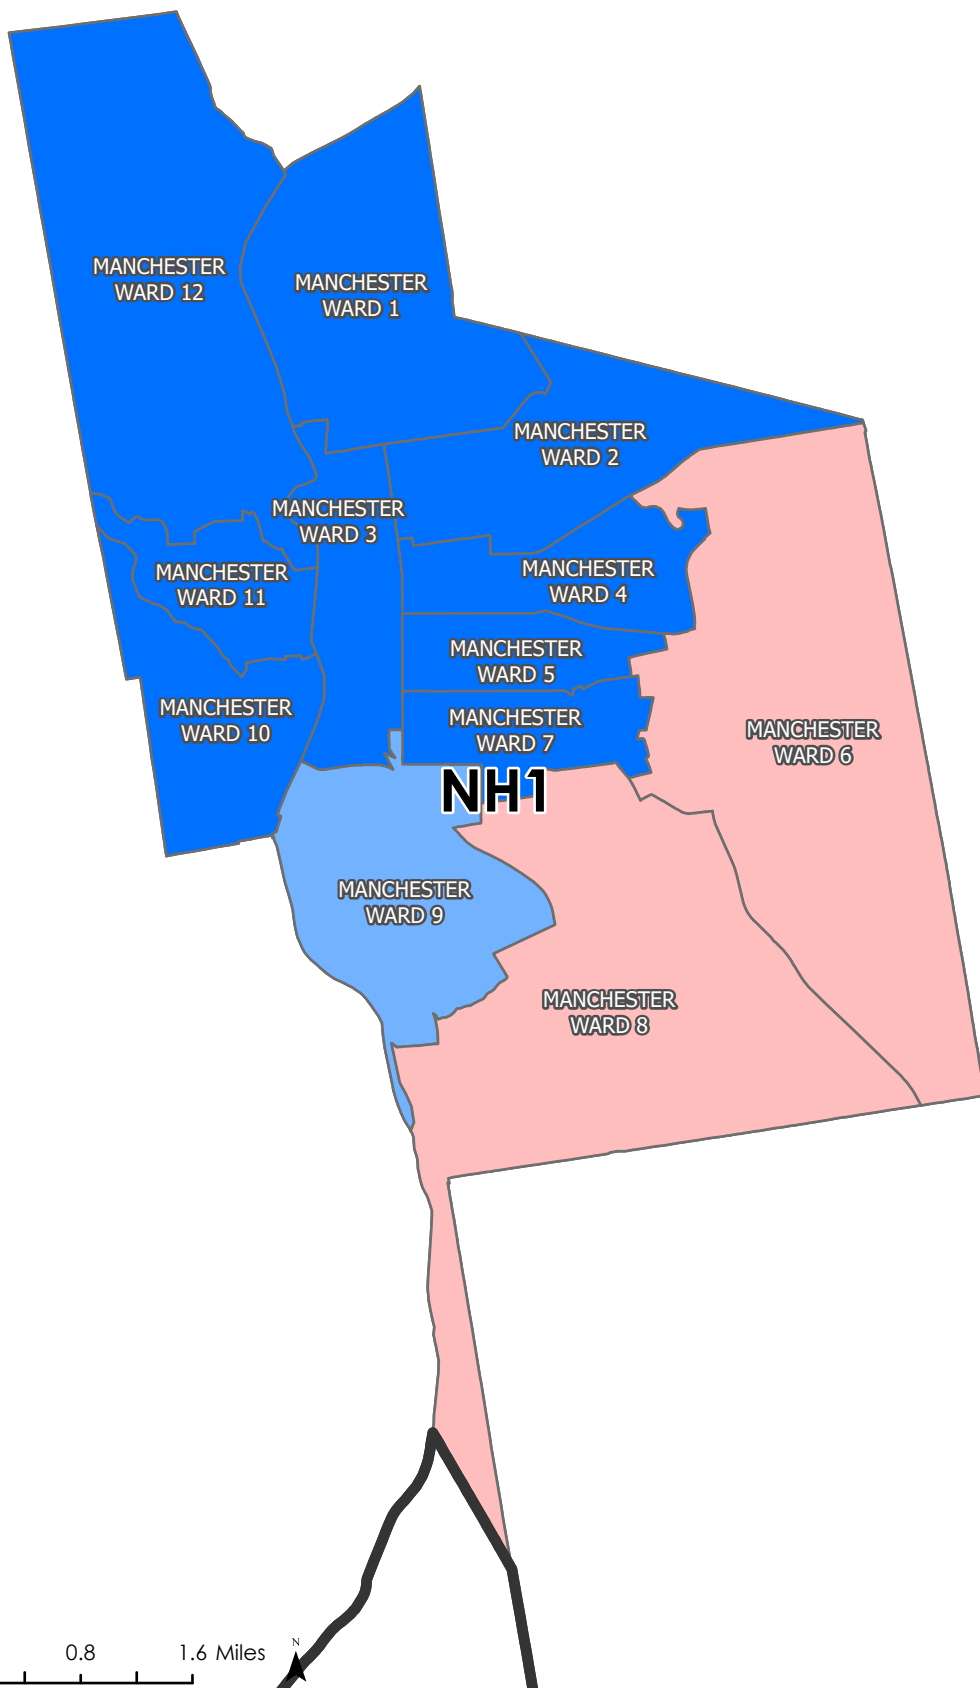 MANCHESTER
WARD 12
MANCHESTER
WARD 1
MANCHESTER
WARD 2
MANCHESTER
WARD 3
MANCHESTER
WARD 4
MANCHESTER
WARD 11
MANCHESTER
WARD 5
MANCHESTER
WARD 10
MANCHESTER
WARD 7
MANCHESTER
WARD 6
NH1
MANCHESTER
WARD 9
MANCHESTER
WARD 8
N
0.8 1.6 Miles